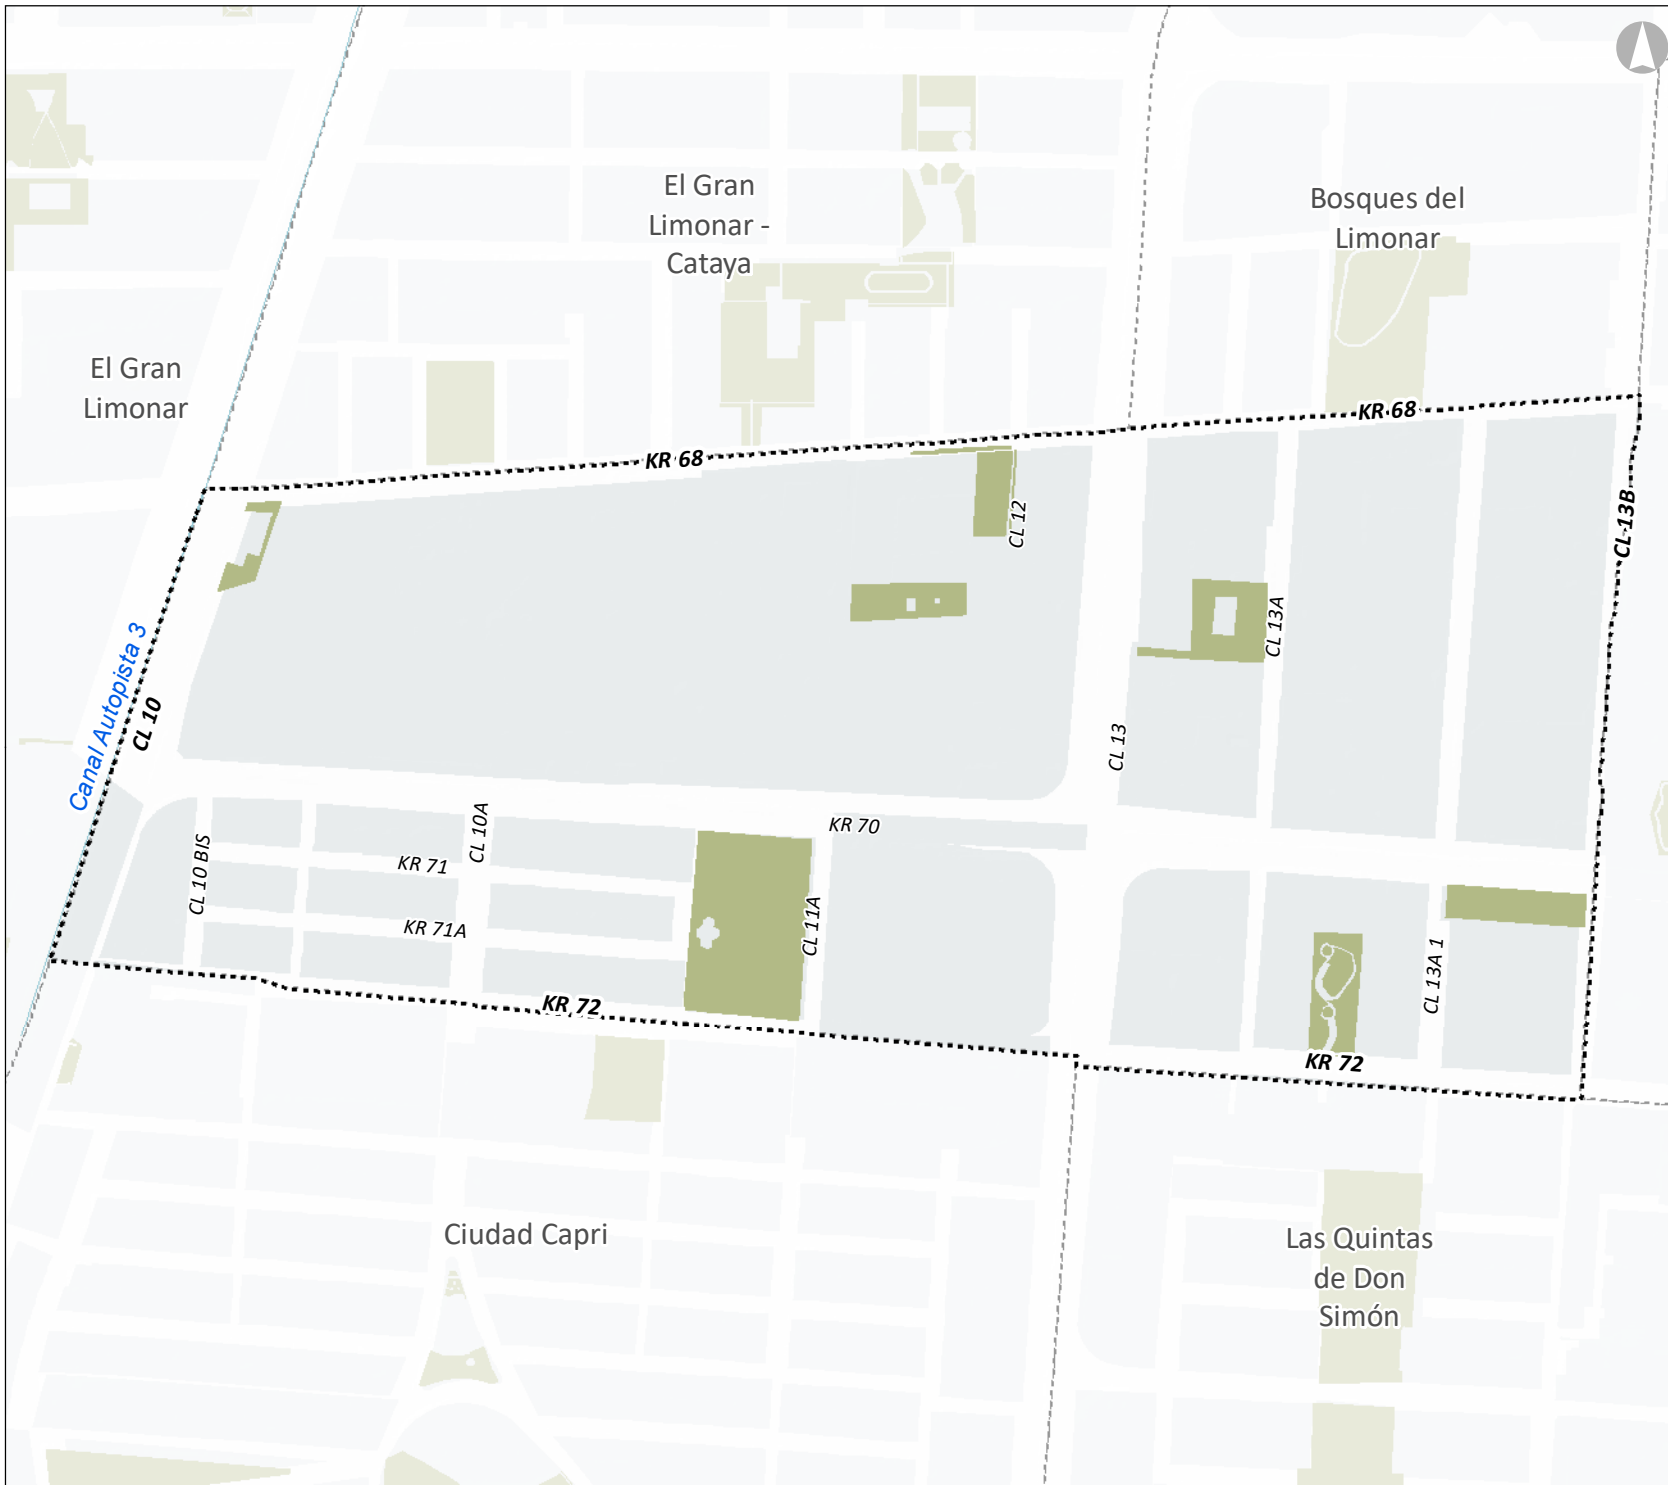 El Gran
Limonar -
Cataya
Bosques del
Limonar
El Gran
Limonar
KR 68
KR 68
CL 12
CL 13B
CL 13A
Canal Autopista 3
CL 10
CL 13
CL 10A
KR 70
CL 10 BIS
KR 71
KR 71A
CL 11A
CL 13A 1
KR 72
KR 72
Ciudad Capri
Las Quintas
de Don
Simón